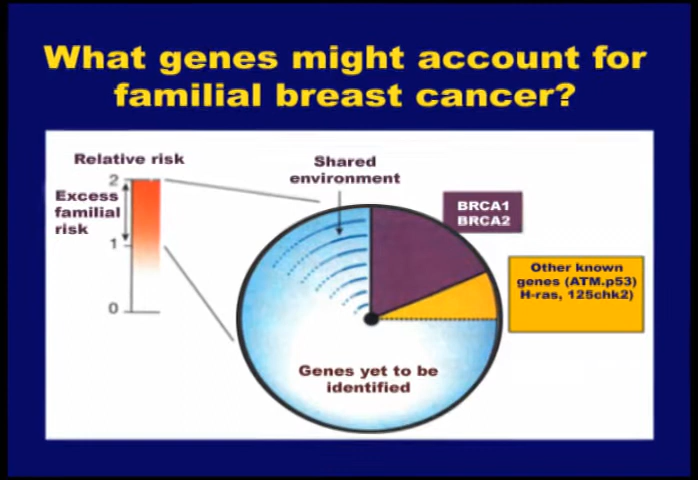 What genes might account for
familial breast cancer?
Relative risk
2
Excess
familial
risk
1
0
Shared
environment
BRCA1
BRCA2
Other known
genes (ATM.p53)
H-ras, 125chk2)
Genes yet to be
identified